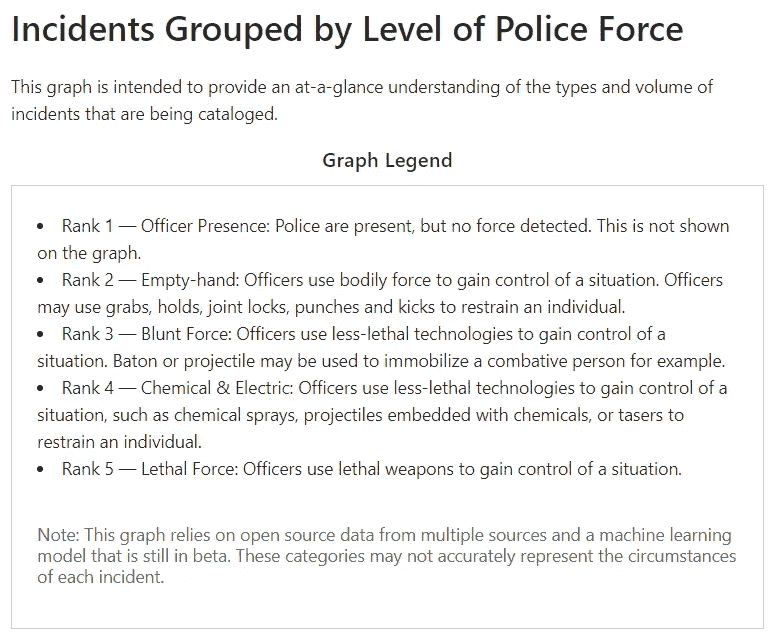 Incidents Grouped by Level of Police Force
This graph is intended to provide an at-a-glance understanding of the types and volume of
incidents that are being cataloged.
Graph Legend
• Rank 1 — Officer Presence: Police are present, but no force detected. This is not shown
on the graph.
• Rank 2 — Empty-hand: Officers use bodily force to gain control of a situation. Officers
may use grabs, holds, joint locks, punches and kicks to restrain an individual.
• Rank 3 — Blunt Force: Officers use less-lethal technologies to gain control of a
situation. Baton or projectile may be used to immobilize a combative person for example.
• Rank 4 — Chemical & Electric: Officers use less-lethal technologies to gain control of a
situation, such as chemical sprays, projectiles embedded with chemicals, or tasers to
restrain an individual.
• Rank 5 — Lethal Force: Officers use lethal weapons to gain control of a situation.
Note: This graph relies on open source data from multiple sources and a machine learning
model that is still in beta. These categories may not accurately represent the circumstances
of each incident.